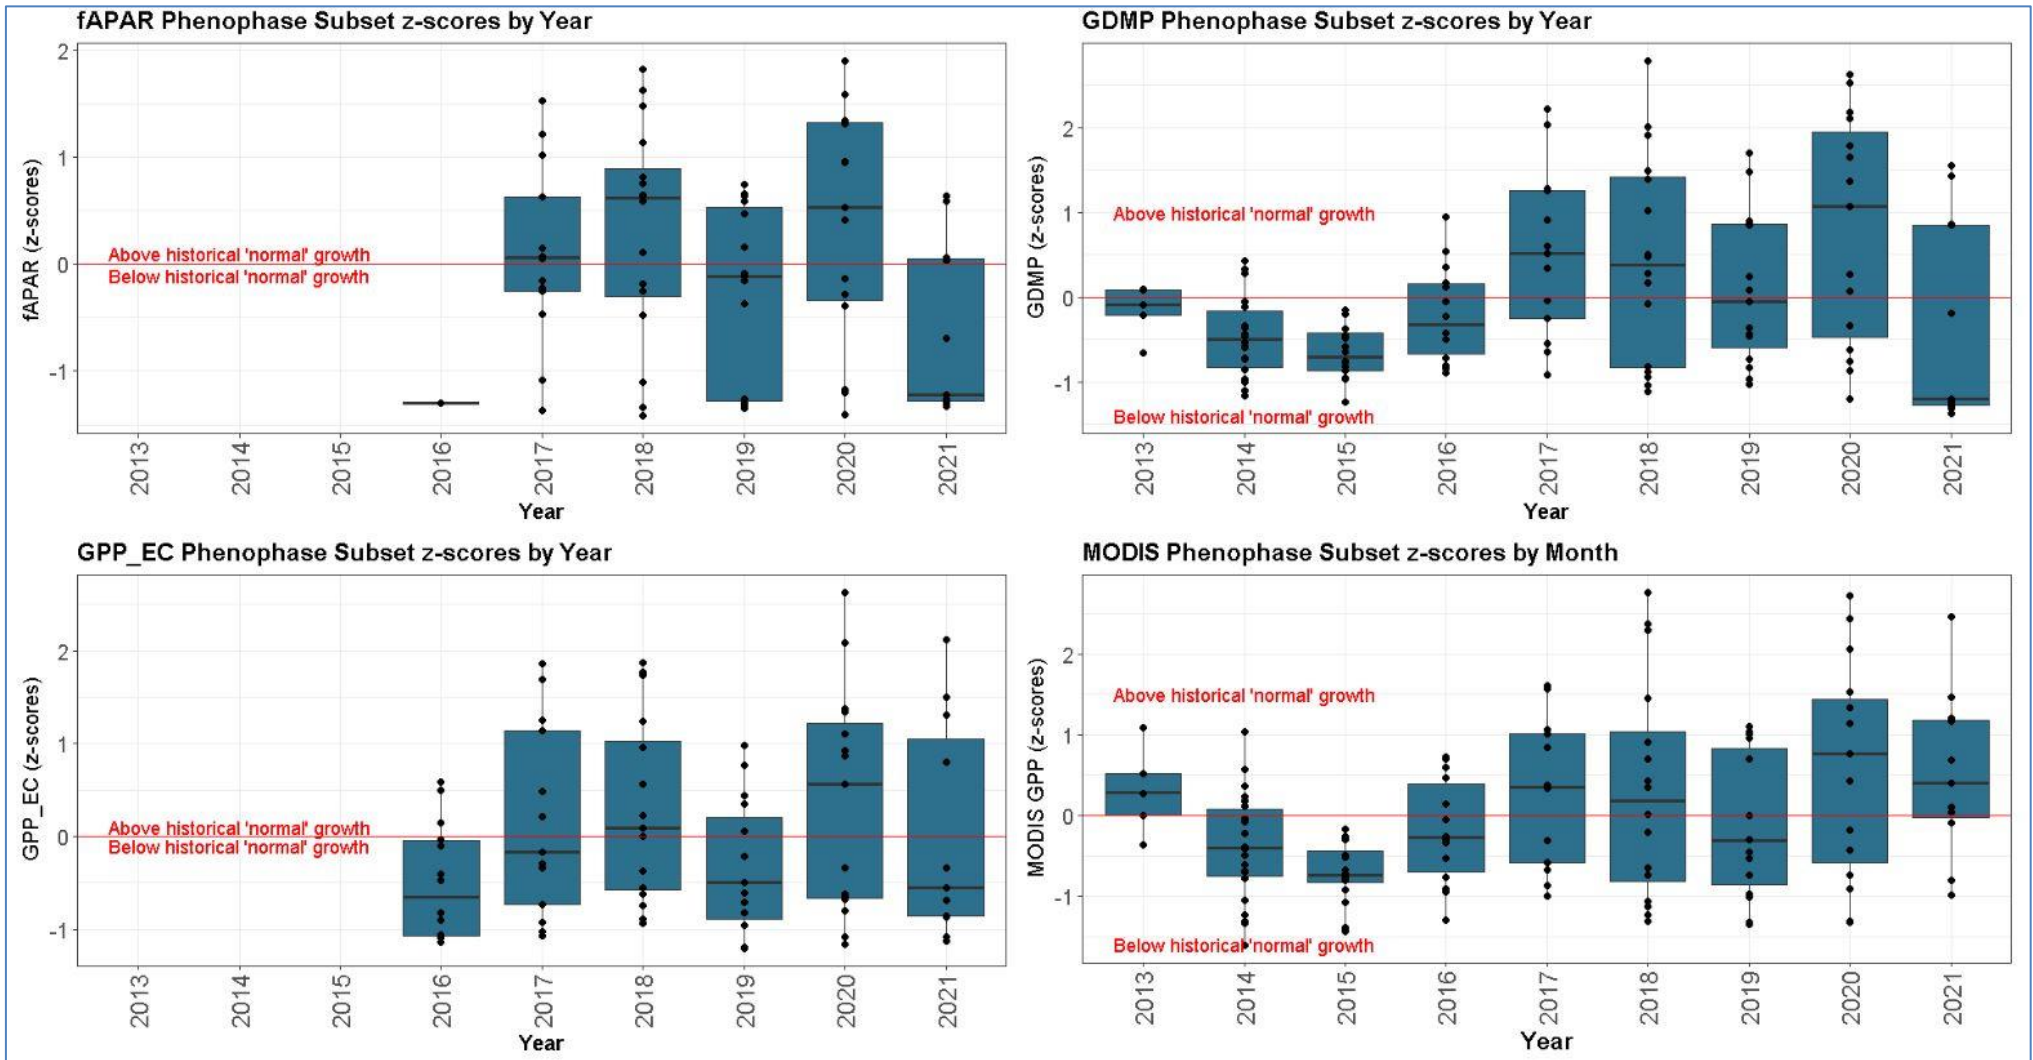 fAPAR Phenophase Subset z-scores by Year
fAPAR (z-scores)
2
1
0
-1
Above historical 'normal' growth
Below historical 'normal' growth
2013 2014 2015 2016 2017 2018 2019 2020 2021
Year
GDMP Phenophase Subset z-scores by Year
GDMP (z-scores)
2
1
0
-1
Above historical 'normal' growth
Below historical 'normal' growth
2013 2014 2015 2016 2017 2018 2019 2020 2021
Year
GPP_EC Phenophase Subset z-scores by Year
GPP_EC (z-scores)
2
1
0
-1
Above historical 'normal' growth
Below historical 'normal' growth
2013 2014 2015 2016 2017 2018 2019 2020 2021
Year
MODIS Phenophase Subset z-scores by Month
MODIS GPP (z-scores)
2
1
0
-1
Above historical 'normal' growth
Below historical 'normal' growth
2013 2014 2015 2016 2017 2018 2019 2020 2021
Year